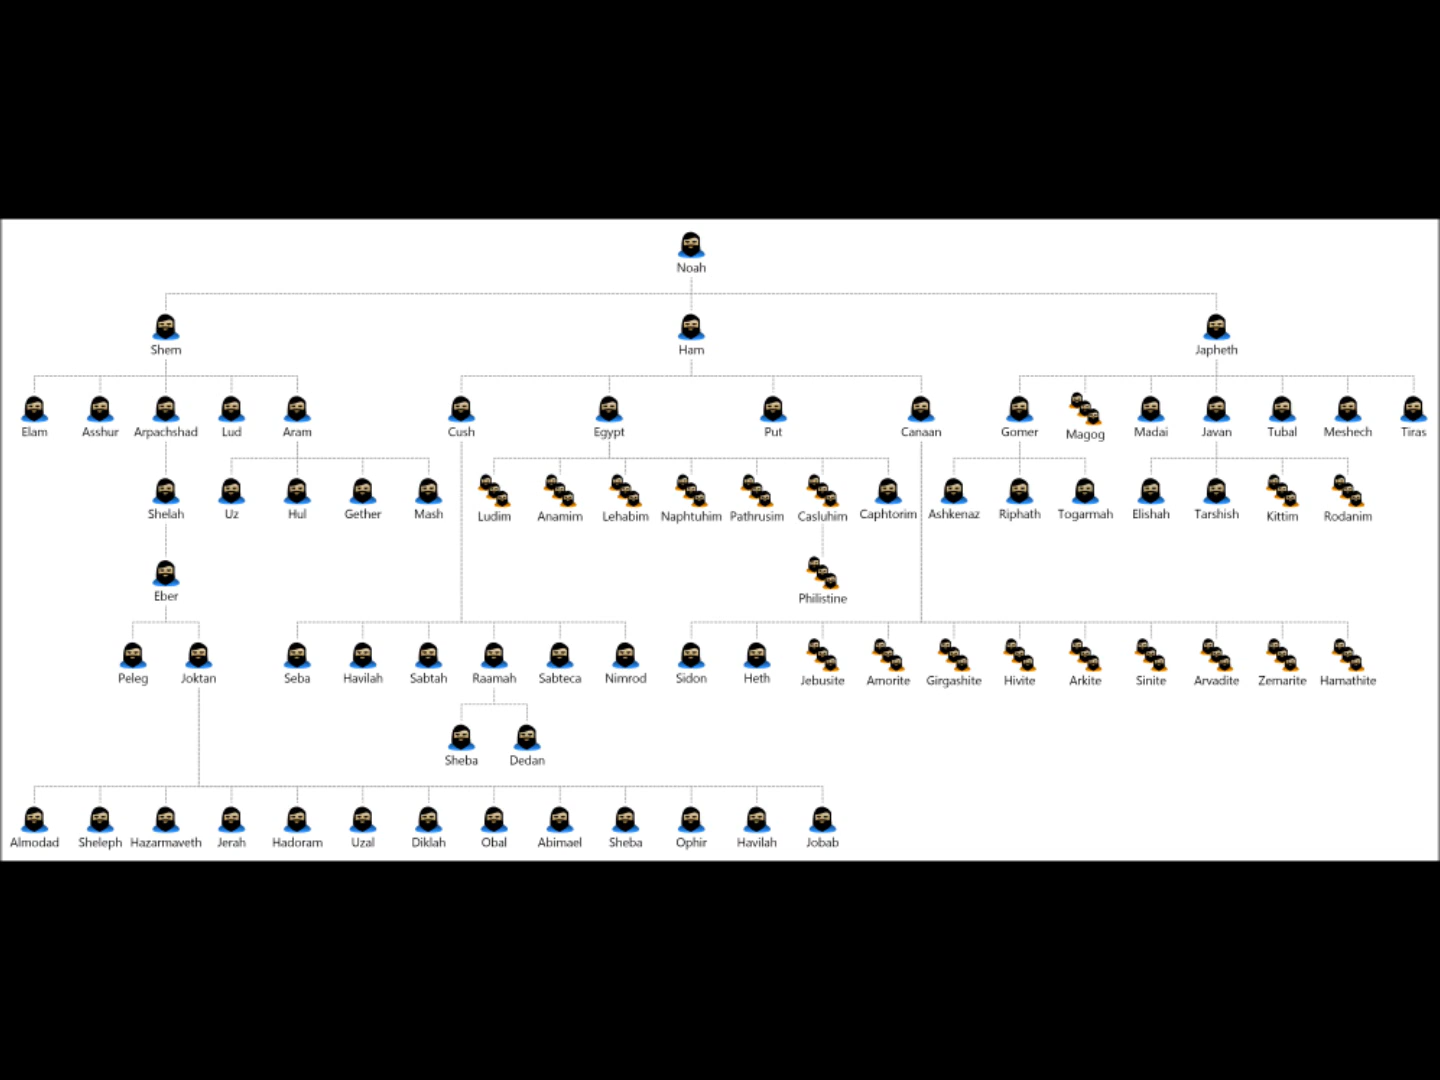 Noah
Shem Ham Japheth
Elam Asshur Arpachshad Lud Aram Cush Egypt Put Canaan Gomer Magog Madai Javan Tubal Meshech Tiras
Shelah Uz Hul Gether Mash Ludim Anamim Lehabim Naphtuhim Pathrusim Casluhim Caphtorim Ashkenaz Riphath Togarmah Elishah Tarshish Kittim Rodanim
Eber Philistine
Peleg Joktan Seba Havilah Sabtah Raamah Sabteca Nimrod Sidon Heth Jebusite Amorite Girgashite Hivite Arkite Sinite Arvadite Zemarite Hamathite
Sheba Dedan
Almodad Sheleph Hazarmaveth Jerah Hadoram Uzal Diklah Obal Abimael Sheba Ophir Havilah Jobab